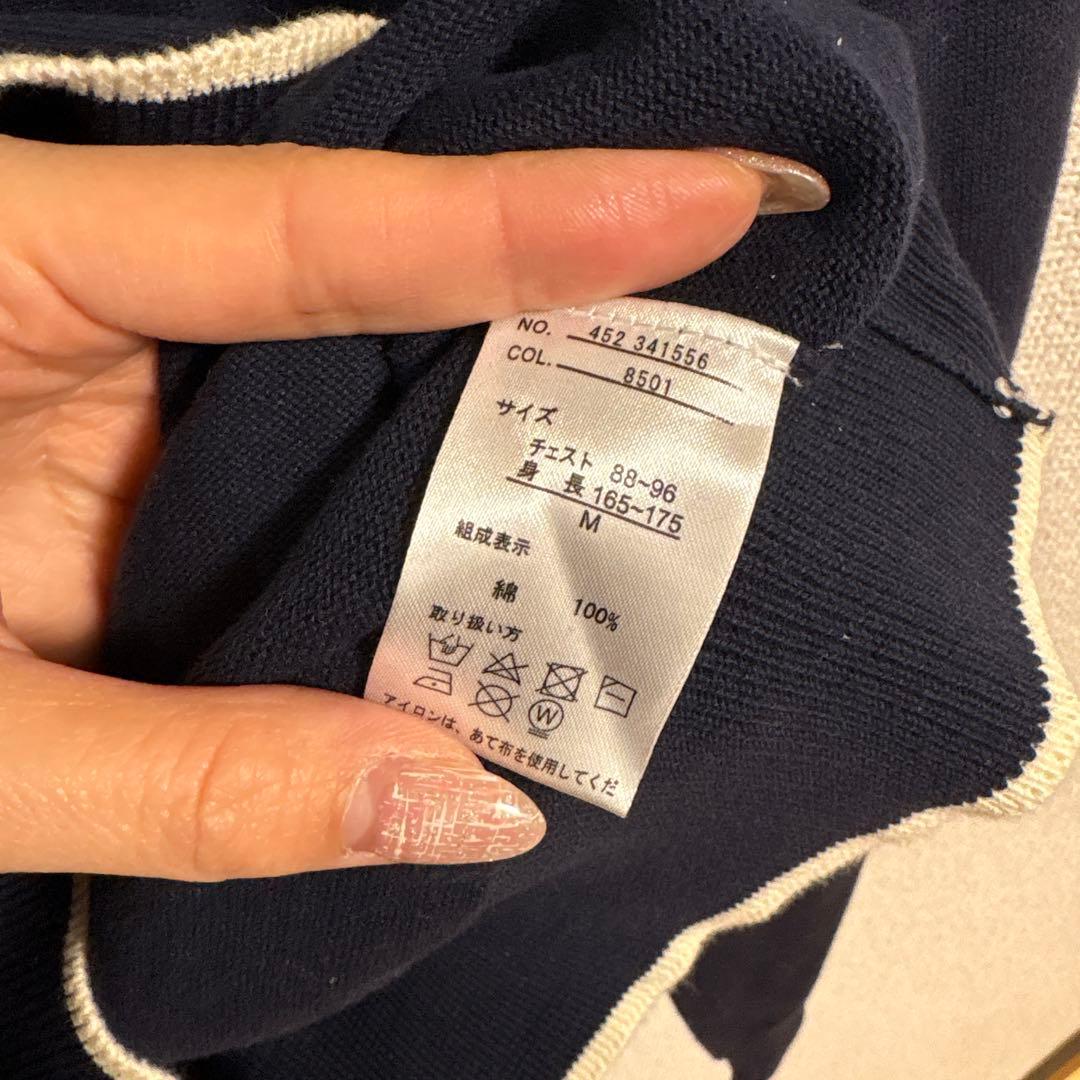 NO. 452 341556
COL. 8501
サイズ
チェスト 88~96
身 長 165~175
M
組成表示
綿 100%
取り扱い方
W
アイロンは、あて布を使用してくだ